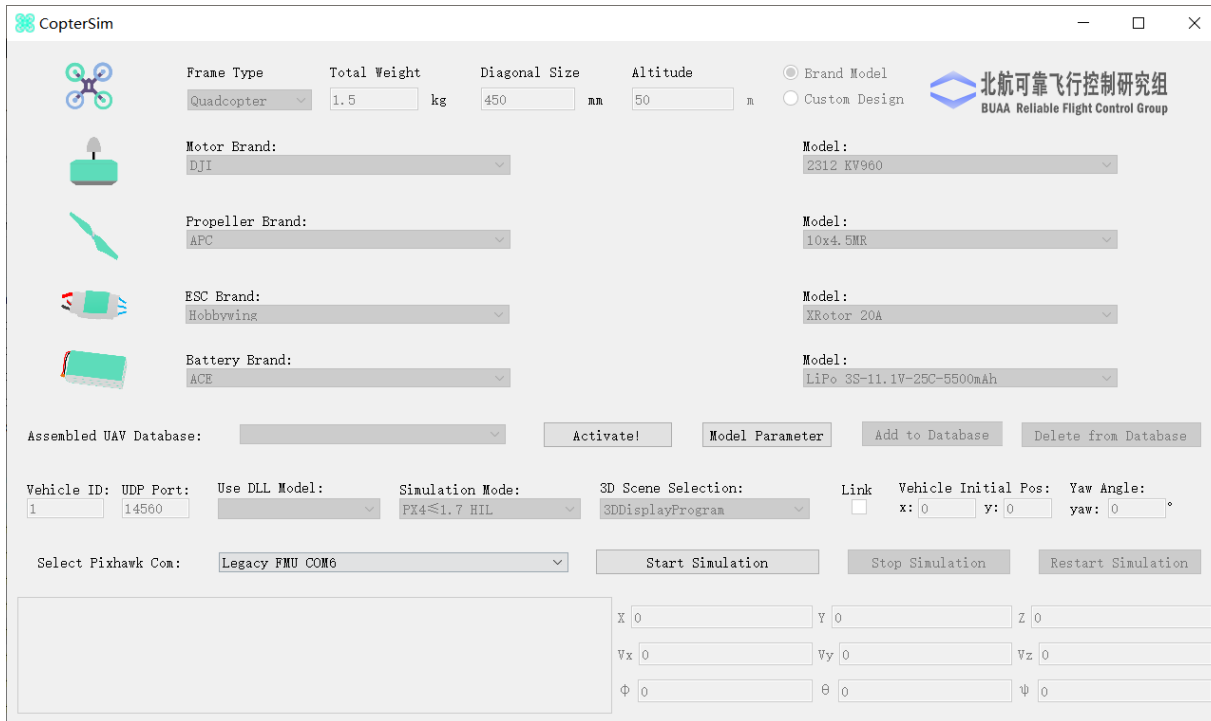 CopterSim
Frame Type Total Weight Diagonal Size Altitude Brand Model
Quadcopter 1.5 kg 450 mm 50 m Custom Design
北航可靠飞行控制研究组
BUAA Reliable Flight Control Group
Motor Brand: Model:
DJI 2312 KV960
Propeller Brand: Model:
APC 10x4.5MR
ESC Brand: Model:
Hobbywing XRotor 20A
Battery Brand: Model:
ACE LiPo 3S-11.1V-25C-5500mAh
Assembled UAV Database: Activate! Model Parameter Add to Database Delete from Database
Vehicle ID: UDP Port: Use DLL Model: Simulation Mode: 3D Scene Selection: Link Vehicle Initial Pos: Yaw Angle:
1 14560 PX4≤1.7 HIL 3DDisplayProgram x: 0 y: 0 yaw: 0 °
Select Pixhawk Com: Legacy FMU COM6 Start Simulation Stop Simulation Restart Simulation
X 0 Y 0 Z 0
Vx 0 Vy 0 Vz 0
Φ 0 θ 0 ψ 0